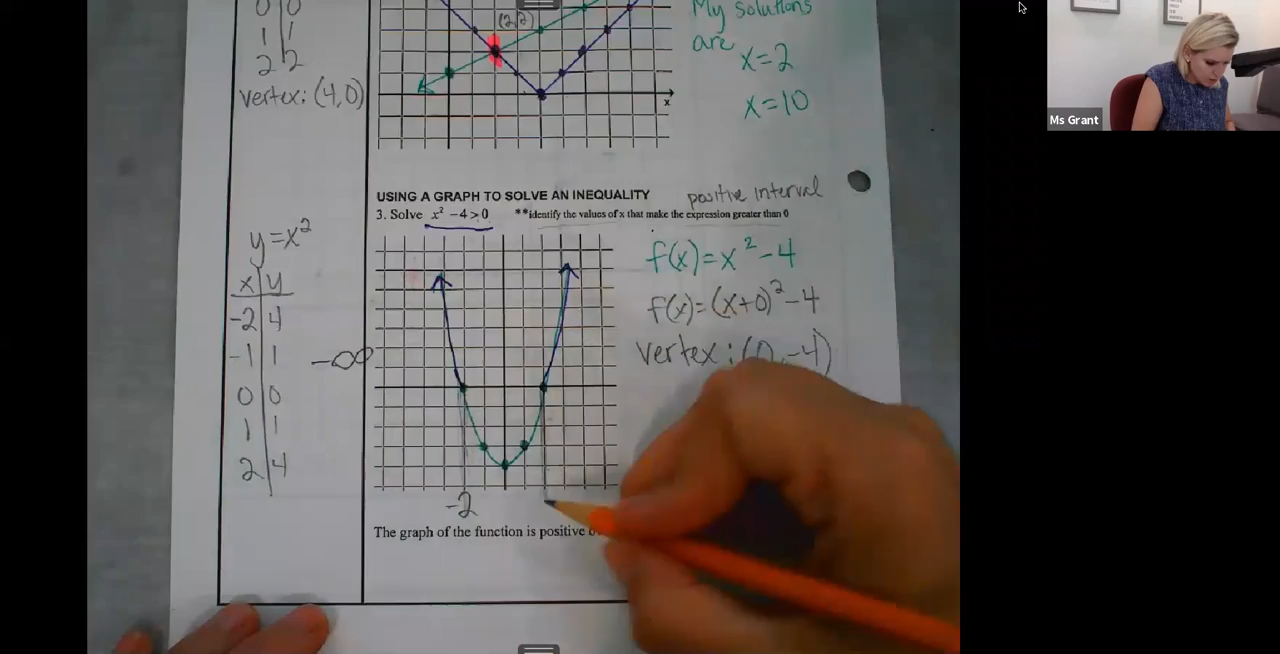 0 0
1 1
2 2
vertex: (4,0)
(2,2)
x
My solutions
are
x=2
x=10
Ms Grant
USING A GRAPH TO SOLVE AN INEQUALITY
positive interval
3. Solve x² −4>0 **identify the values of x that make the expression greater than 0
y=x²
x y
-2 4
-1 1
0 0
1 1
2 4
-∞
f(x)=x²-4
f(x)=(x+0)²-4
vertex: (0,-4)
-2
The graph of the function is positive